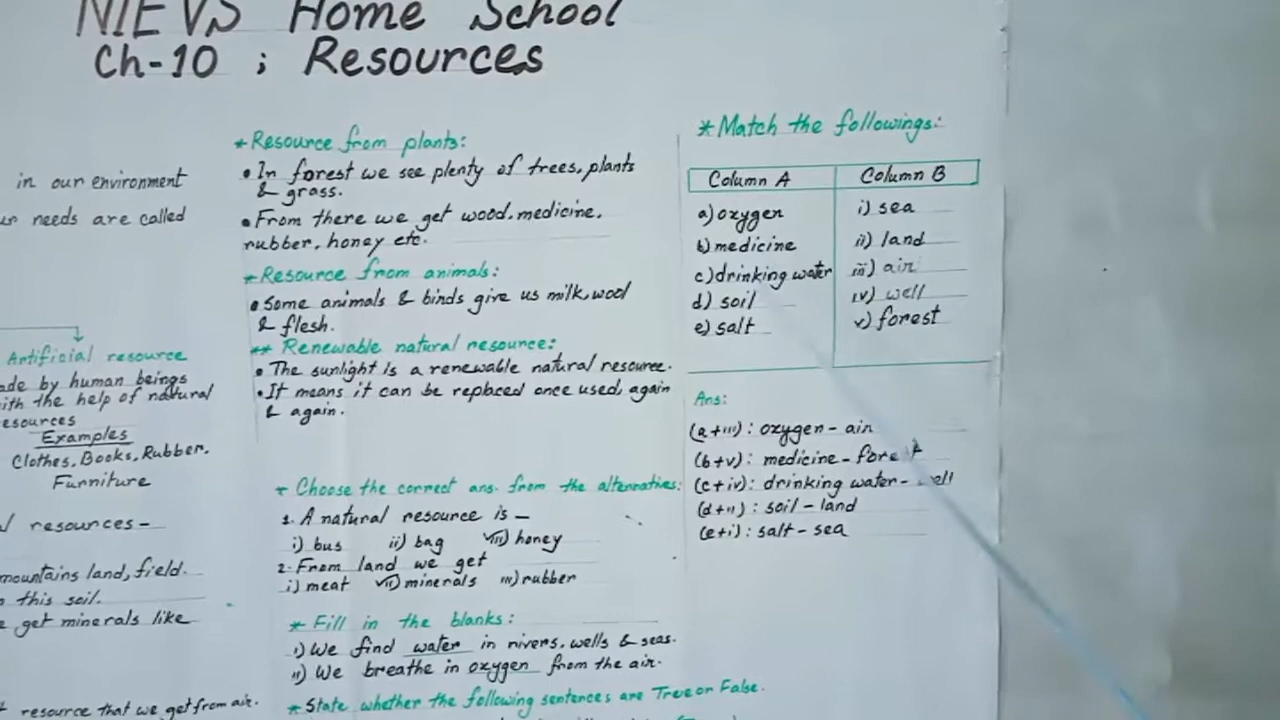 NIEVS Home School
Ch-10 ; Resources
in our environment
needs are called
Artificial resource
by human beings
with the help of natural
resources
Examples
Clothes, Books, Rubber.
Furniture
resources -
mountains land, field.
this soil.
get minerals like
resource that we get from air.
* Resource from plants:
• In forest we see plenty of trees, plants
& grass.
• From there we get wood, medicine,
rubber, honey etc.
* Resource from animals:
• Some animals & birds give us milk, wool
& flesh.
** Renewable natural resource:
• The sunlight is a renewable natural resource.
• It means it can be replaced once used, again
& again.
* Choose the correct ans. from the alternatives:
1. A natural resource is —
i) bus ii) bag ✓iii) honey
2. From land we get
i) meat ✓ii) minerals iii) rubber
* Fill in the blanks:
i) We find water in rivers, wells & seas.
ii) We breathe in oxygen from the air.
* State whether the following sentences are True or False.
* Match the followings:
Column A Column B
a) oxygen i) sea
b) medicine ii) land
c) drinking water iii) air
d) soil iv) well
e) salt v) forest
Ans:
(a+iii) : oxygen - air
(b+v) : medicine - forest
(c+iv) : drinking water - well
(d+ii) : soil - land
(e+i) : salt - sea